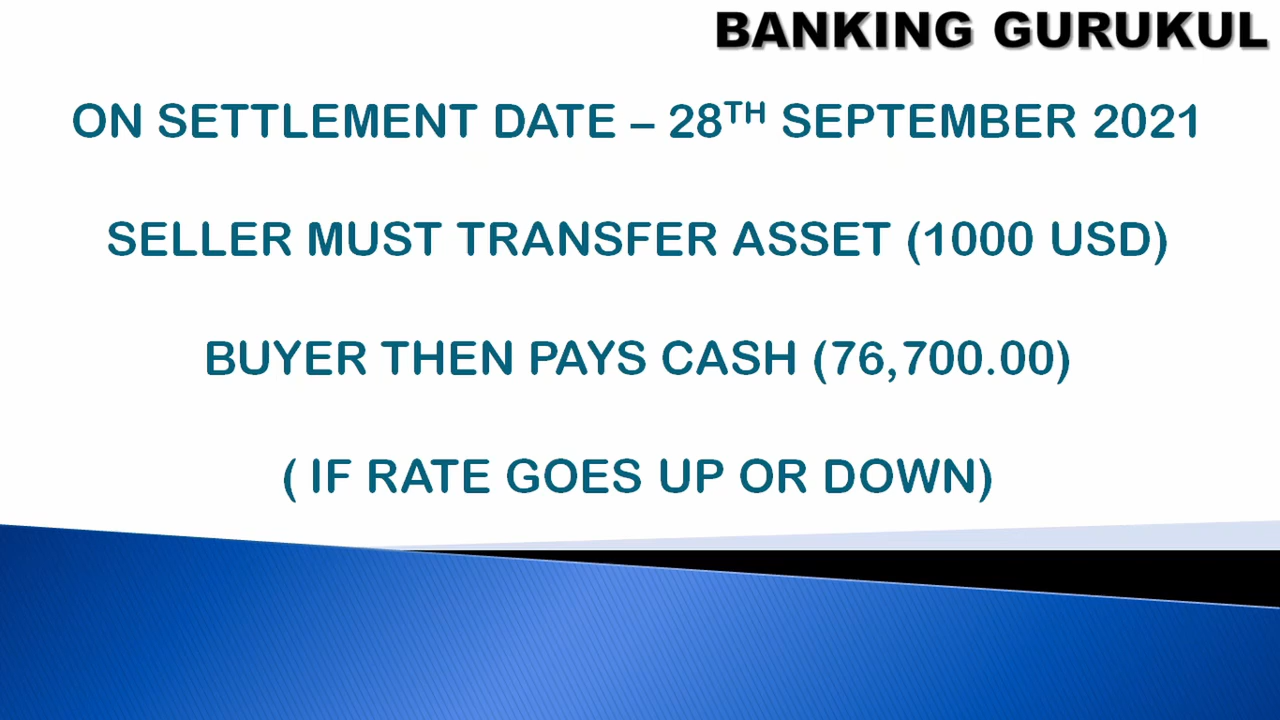 BANKING GURUKUL
ON SETTLEMENT DATE – 28TH SEPTEMBER 2021
SELLER MUST TRANSFER ASSET (1000 USD)
BUYER THEN PAYS CASH (76,700.00)
( IF RATE GOES UP OR DOWN)